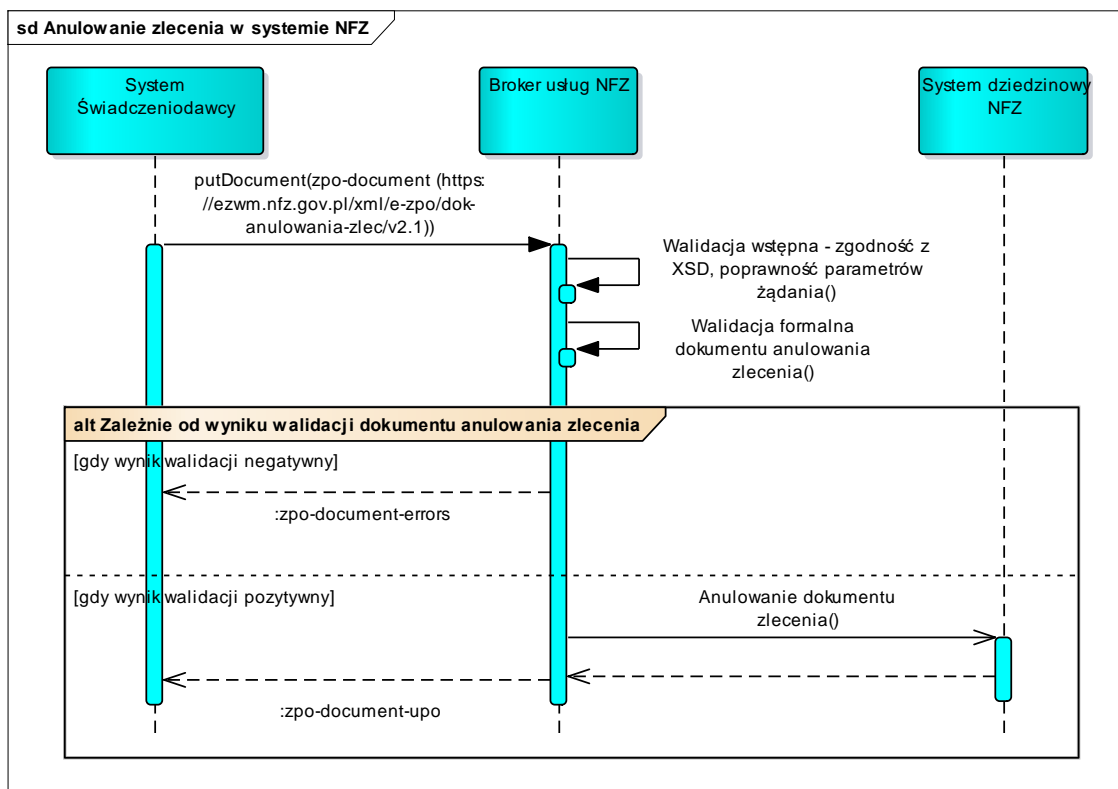 sd Anulowanie zlecenia w systemie NFZ
System
Świadczeniodawcy
Broker usług NFZ
System dziedzinowy
NFZ
putDocument(zpo-document (https:
//ezwm.nfz.gov.pl/xml/e-zpo/dok-
anulowania-zlec/v2.1))
Walidacja wstępna - zgodność z
XSD, poprawność parametrów
żądania()
Walidacja formalna
dokumentu anulowania
zlecenia()
alt Zależnie od wyniku walidacji dokumentu anulowania zlecenia
[gdy wynik walidacji negatywny]
:zpo-document-errors
[gdy wynik walidacji pozytywny]
Anulowanie dokumentu
zlecenia()
:zpo-document-upo